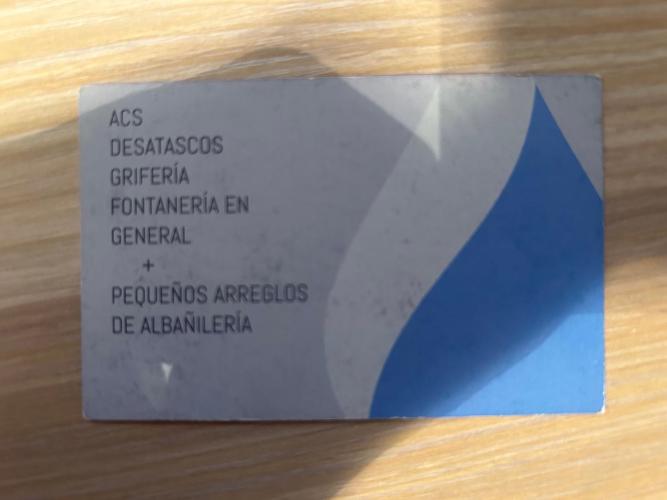 ACS
DESATASCOS
GRIFERÍA
FONTANERÍA EN
GENERAL
+
PEQUEÑOS ARREGLOS
DE ALBAÑILERÍA